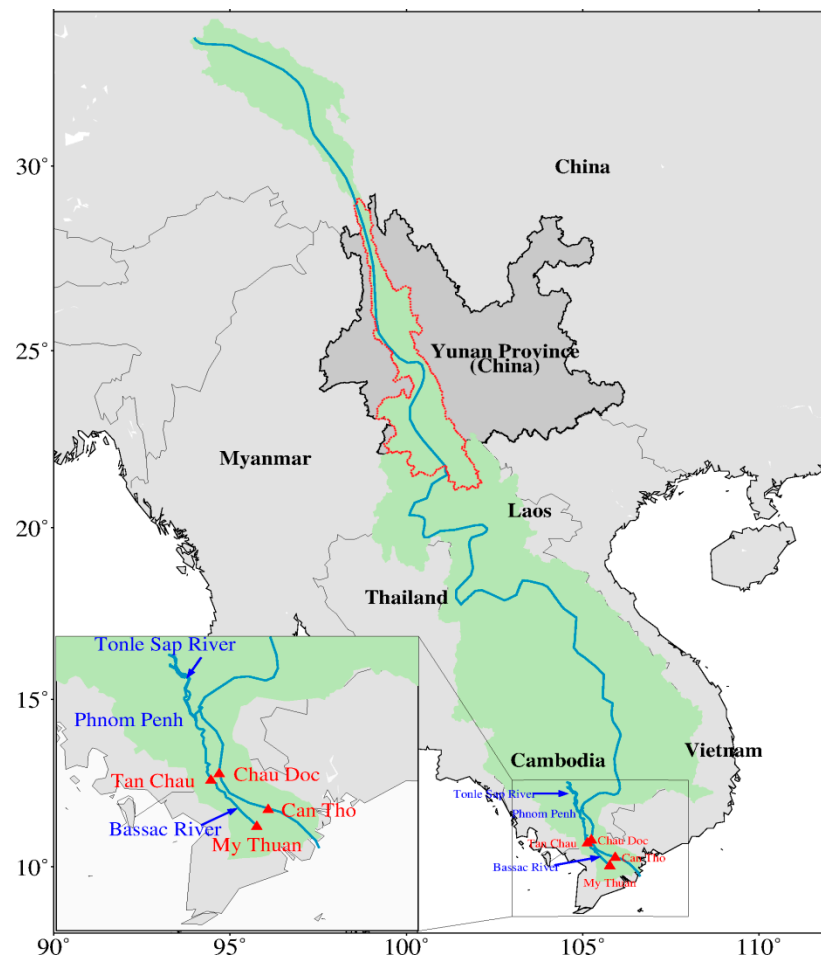 30°
China
25°
Yunan Province
(China)
Myanmar
20°
Laos
Thailand
Tonle Sap River
15°
Phnom Penh
Vietnam
Cambodia
Tan Chau
Chau Doc
Tonle Sap River
Phnom Penh
Can Tho
Bassac River
My Thuan
Tan Chau
Chau Doc
Can Tho
Bassac River
10°
My Thuan
90°
95°
100°
105°
110°